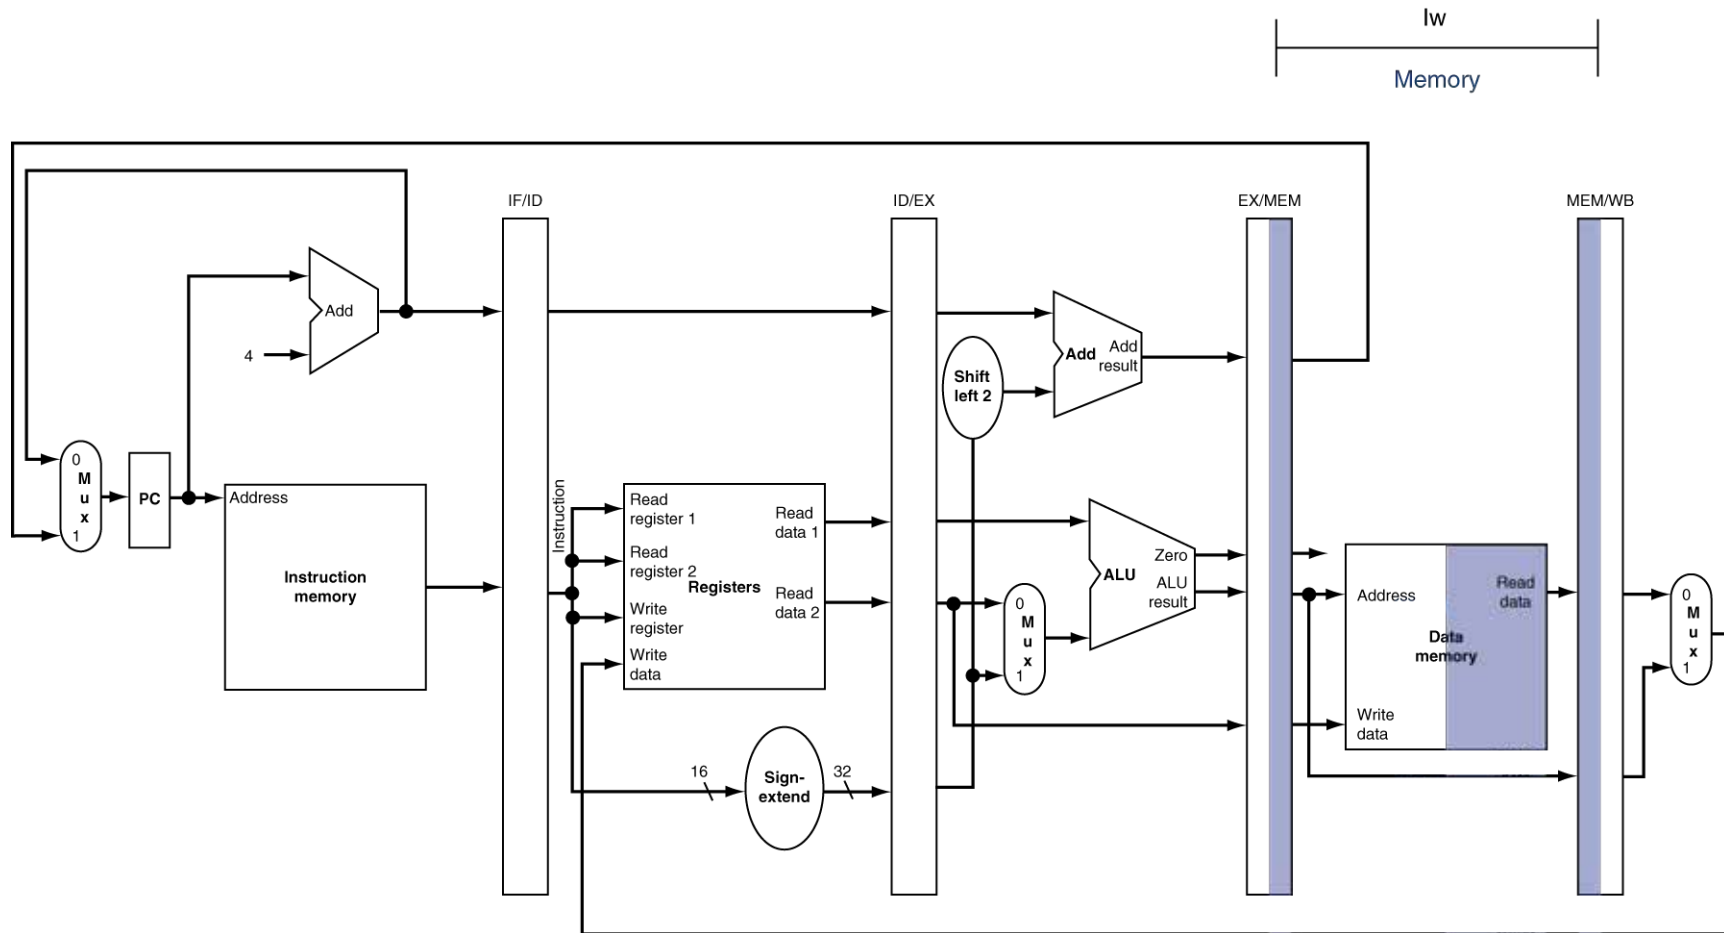 lw
Memory
IF/ID
ID/EX
EX/MEM
MEM/WB
Add
4
Add
Add
result
Shift
left 2
0
M
u
x
1
PC
Address
Instruction
memory
Instruction
Read
register 1
Read
register 2
Write
register
Write
data
Registers
Read
data 1
Read
data 2
16
Sign-
extend
32
0
M
u
x
1
ALU
Zero
ALU
result
Address
Read
data
Data
memory
Write
data
0
M
u
x
1